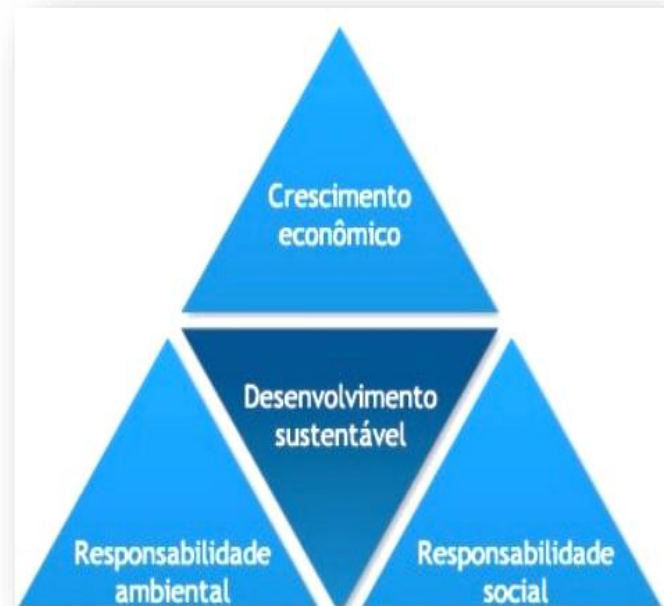 Crescimento
econômico
Desenvolvimento
sustentável
Responsabilidade
ambiental
Responsabilidade
social